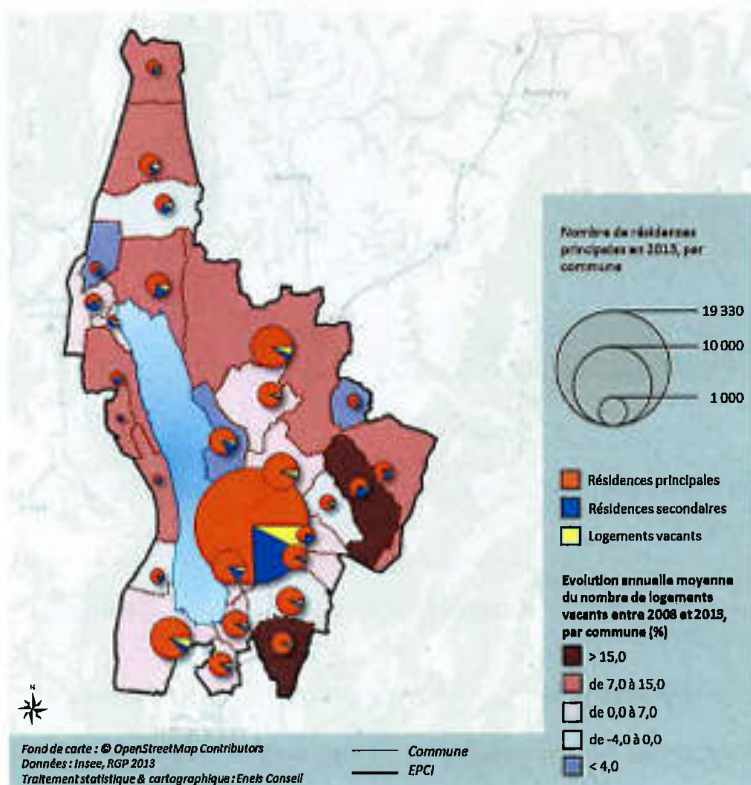 Nombre de résidences
principales en 2013, par
commune
19 330
10 000
1 000
Résidences principales
Résidences secondaires
Logements vacants
Evolution annuelle moyenne
du nombre de logements
vacants entre 2008 et 2013,
par commune (%)
> 15,0
de 7,0 à 15,0
de 0,0 à 7,0
de -4,0 à 0,0
< 4,0
N
Fond de carte : © OpenStreetMap Contributors
Données : Insee, RGP 2013
Traitement statistique & cartographique : Eneis Conseil
Commune
EPCI